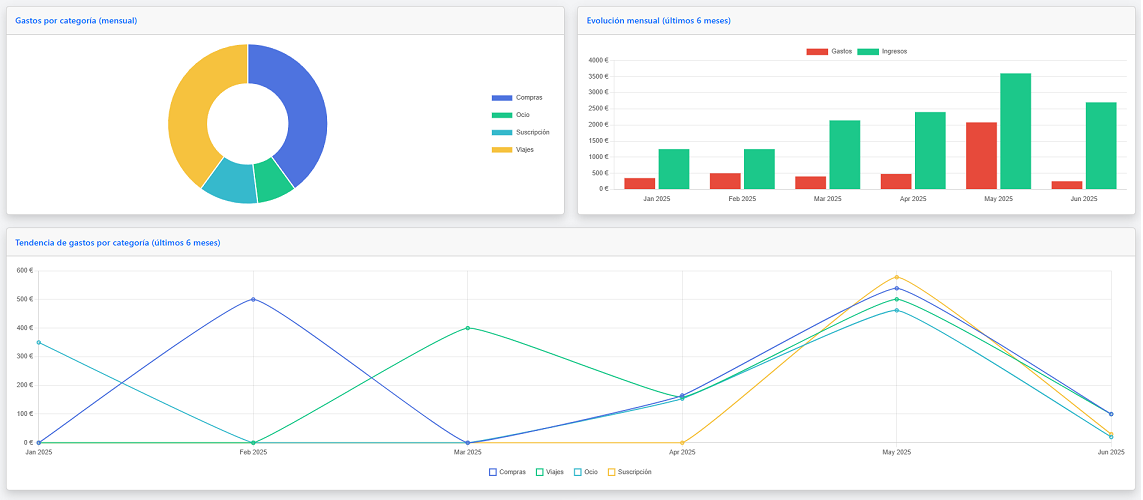 Gastos por categoría (mensual)
Compras
Ocio
Suscripción
Viajes
Evolución mensual (últimos 6 meses)
Gastos Ingresos
4000 €
3500 €
3000 €
2500 €
2000 €
1500 €
1000 €
500 €
0 €
Jan 2025 Feb 2025 Mar 2025 Apr 2025 May 2025 Jun 2025
Tendencia de gastos por categoría (últimos 6 meses)
600 €
500 €
400 €
300 €
200 €
100 €
0 €
Jan 2025 Feb 2025 Mar 2025 Apr 2025 May 2025 Jun 2025
Compras Viajes Ocio Suscripción